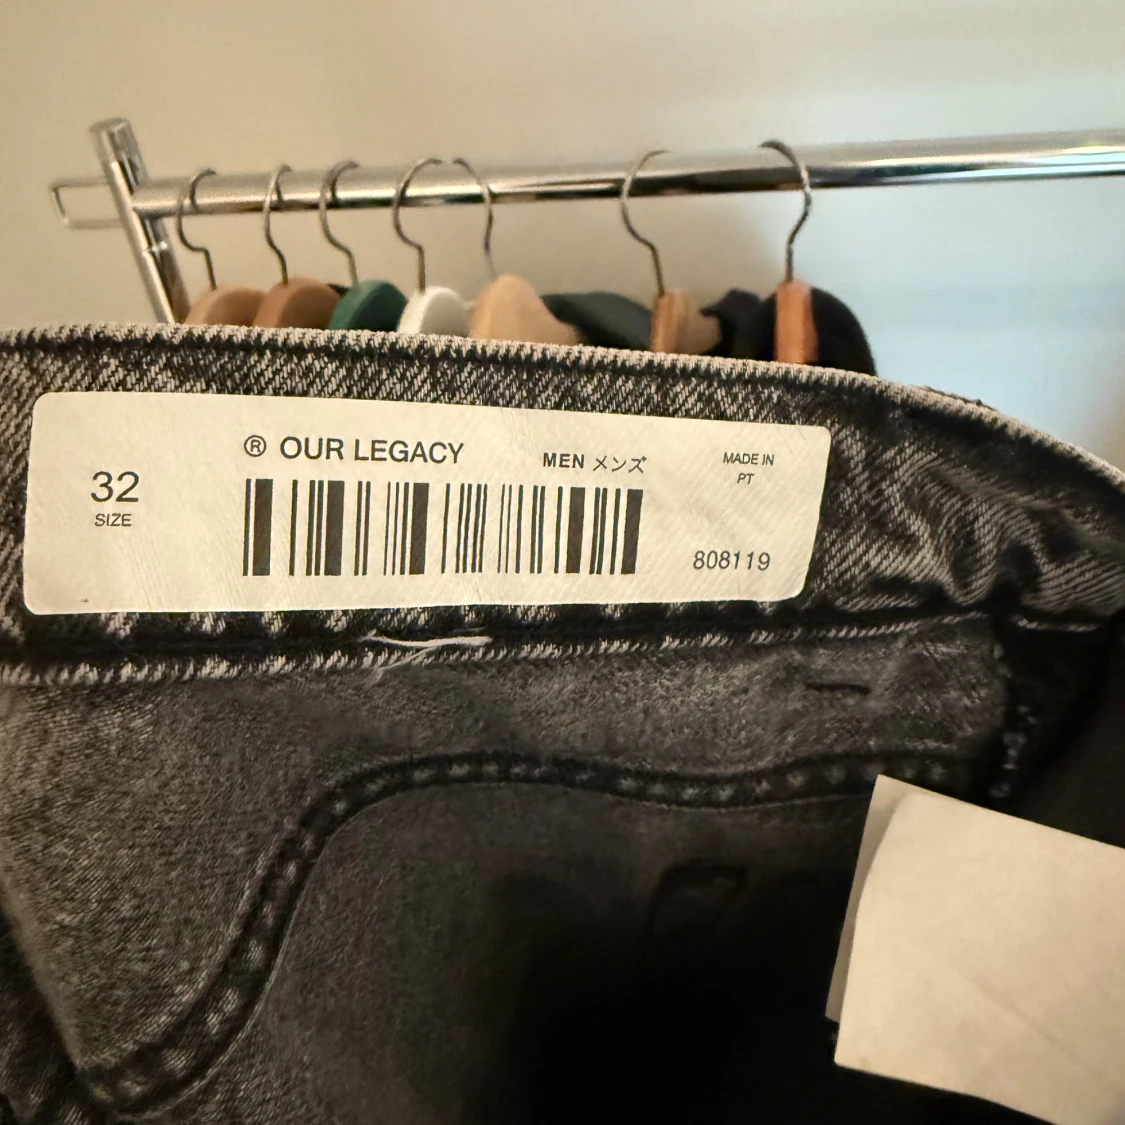 ® OUR LEGACY
MEN メンズ
MADE IN
PT
32
SIZE
808119